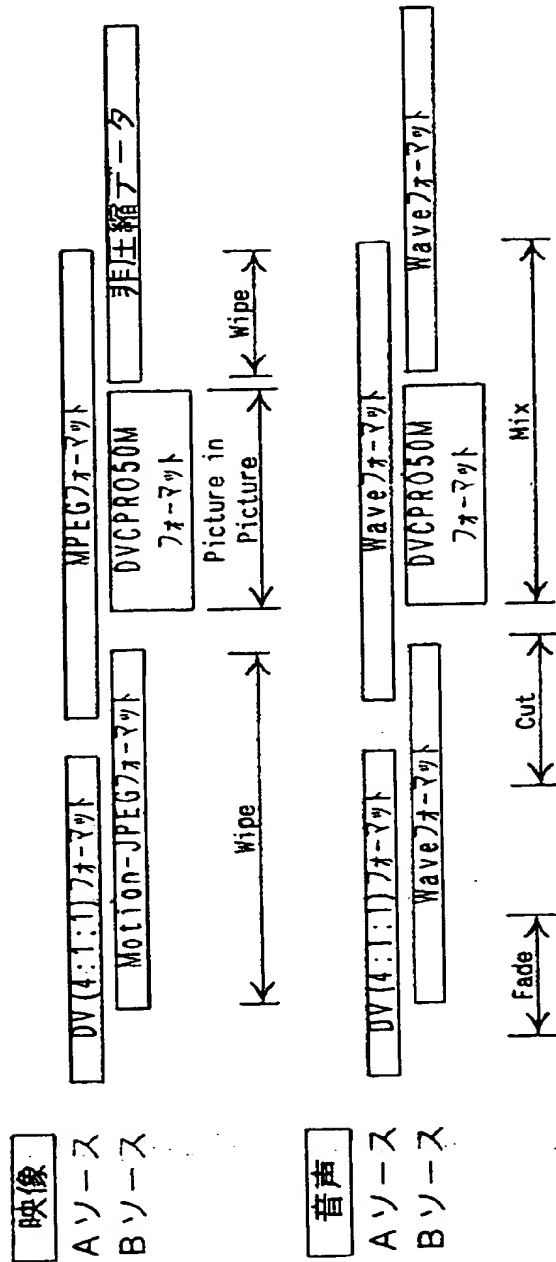 映像
Aソース
DV(4:1:1)フォーマット
MPEGフォーマット
Bソース
Motion-JPEGフォーマット
DVCPRO50M
フォーマット
非圧縮データ
Wipe
Picture in
Picture
Wipe
音声
Aソース
DV(4:1:1)フォーマット
Waveフォーマット
Bソース
Waveフォーマット
DVCPRO50M
フォーマット
Waveフォーマット
Fade
Cut
Mix